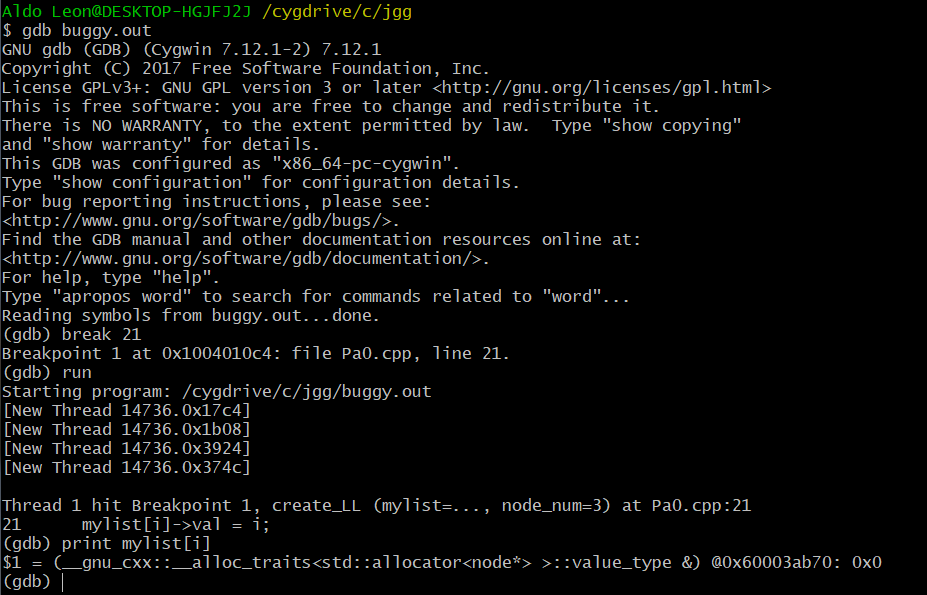 Aldo Leon@DESKTOP-HGJFJ2J /cygdrive/c/jgg
$ gdb buggy.out
GNU gdb (GDB) (Cygwin 7.12.1-2) 7.12.1
Copyright (C) 2017 Free Software Foundation, Inc.
License GPLv3+: GNU GPL version 3 or later <http://gnu.org/licenses/gpl.html>
This is free software: you are free to change and redistribute it.
There is NO WARRANTY, to the extent permitted by law.  Type "show copying"
and "show warranty" for details.
This GDB was configured as "x86_64-pc-cygwin".
Type "show configuration" for configuration details.
For bug reporting instructions, please see:
<http://www.gnu.org/software/gdb/bugs/>.
Find the GDB manual and other documentation resources online at:
<http://www.gnu.org/software/gdb/documentation/>.
For help, type "help".
Type "apropos word" to search for commands related to "word"...
Reading symbols from buggy.out...done.
(gdb) break 21
Breakpoint 1 at 0x1004010c4: file Pa0.cpp, line 21.
(gdb) run
Starting program: /cygdrive/c/jgg/buggy.out
[New Thread 14736.0x17c4]
[New Thread 14736.0x1b08]
[New Thread 14736.0x3924]
[New Thread 14736.0x374c]

Thread 1 hit Breakpoint 1, create_LL (mylist=..., node_num=3) at Pa0.cpp:21
21      mylist[i]->val = i;
(gdb) print mylist[i]
$1 = (__gnu_cxx::__alloc_traits<std::allocator<node*> >::value_type &) @0x60003ab70: 0x0
(gdb)